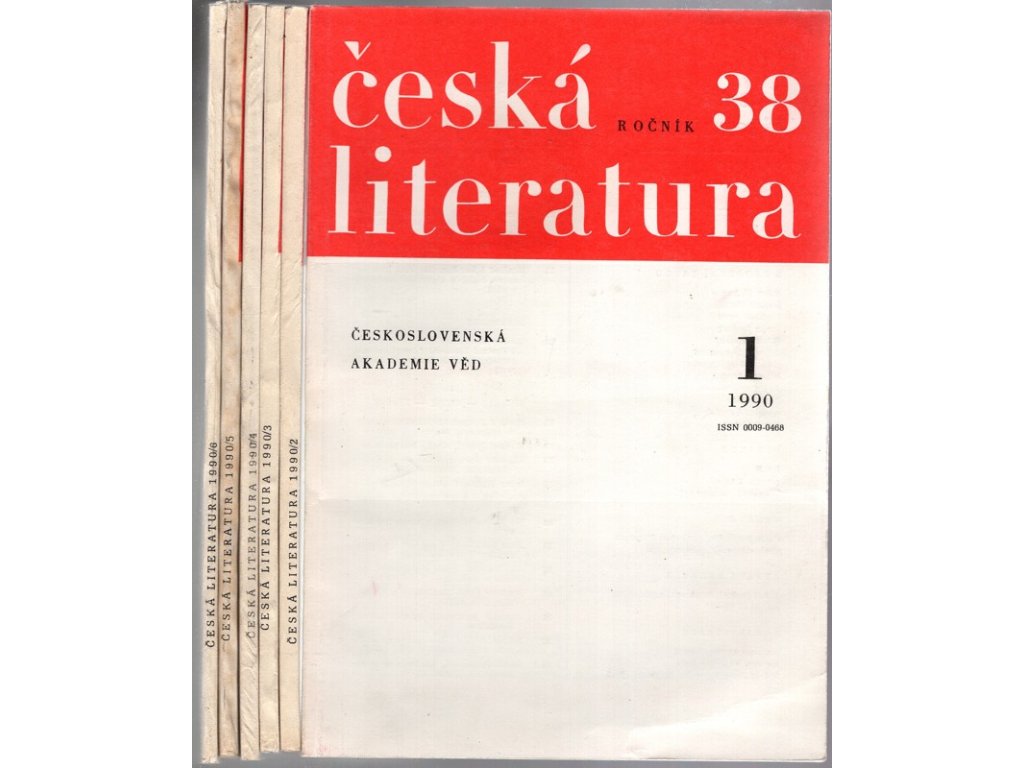 česká
ROČNÍK 38
literatura
ČESKOSLOVENSKÁ
AKADEMIE VĚD
1
1990
ISSN 0009-0468
ČESKÁ LITERATURA 1990/6
ČESKÁ LITERATURA 1990/5
ČESKÁ LITERATURA 1990/4
ČESKÁ LITERATURA 1990/3
ČESKÁ LITERATURA 1990/2